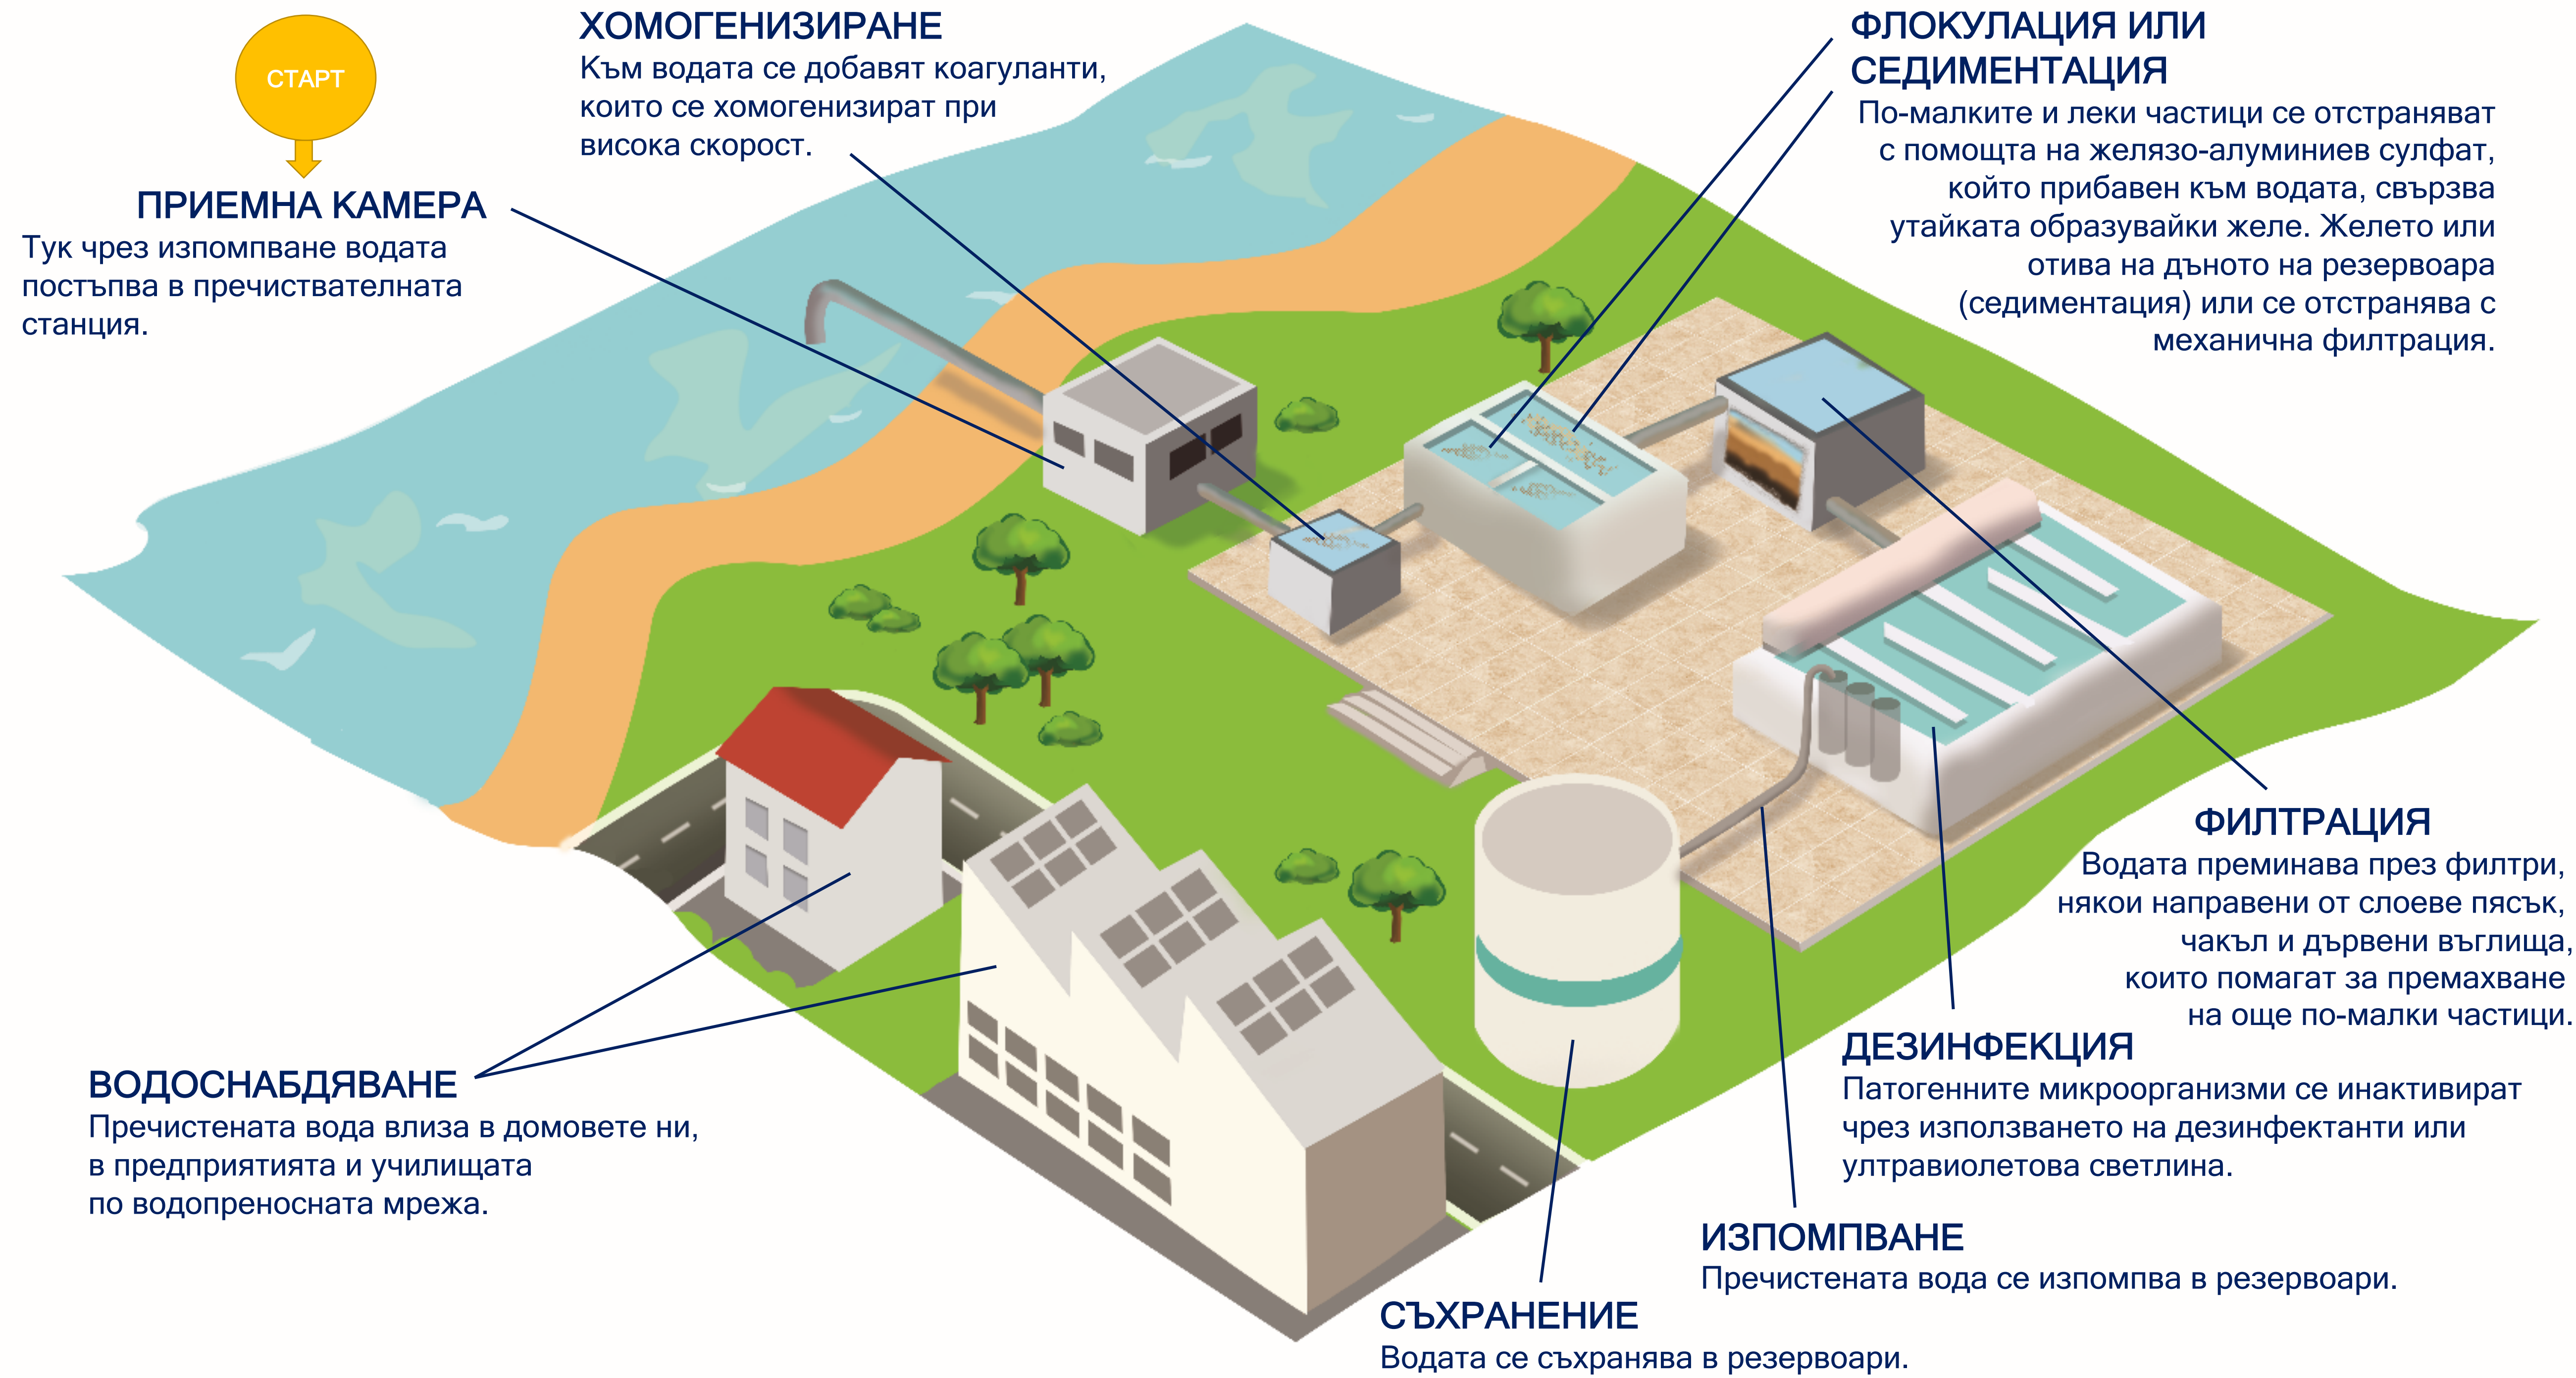 СТАРТ
ПРИЕМНА КАМЕРА
Тук чрез изпомпване водата
постъпва в пречиствателната
станция.
ХОМОГЕНИЗИРАНЕ
Към водата се добавят коагуланти,
които се хомогенизират при
висока скорост.
ФЛОКУЛАЦИЯ ИЛИ
СЕДИМЕНТАЦИЯ
По-малките и леки частици се отстраняват
с помощта на желязо-алуминиев сулфат,
който прибавен към водата, свързва
утайката образувайки желе. Желето или
отива на дъното на резервоара
(седиментация) или се отстранява с
механична филтрация.
ФИЛТРАЦИЯ
Водата преминава през филтри,
някои направени от слоеве пясък,
чакъл и дървени въглища,
които помагат за премахване
на още по-малки частици.
ДЕЗИНФЕКЦИЯ
Патогенните микроорганизми се инактивират
чрез използването на дезинфектанти или
ултравиолетова светлина.
ИЗПОМПВАНЕ
Пречистената вода се изпомпва в резервоари.
СЪХРАНЕНИЕ
Водата се съхранява в резервоари.
ВОДОСНАБДЯВАНЕ
Пречистената вода влиза в домовете ни,
в предприятията и училищата
по водопреносната мрежа.